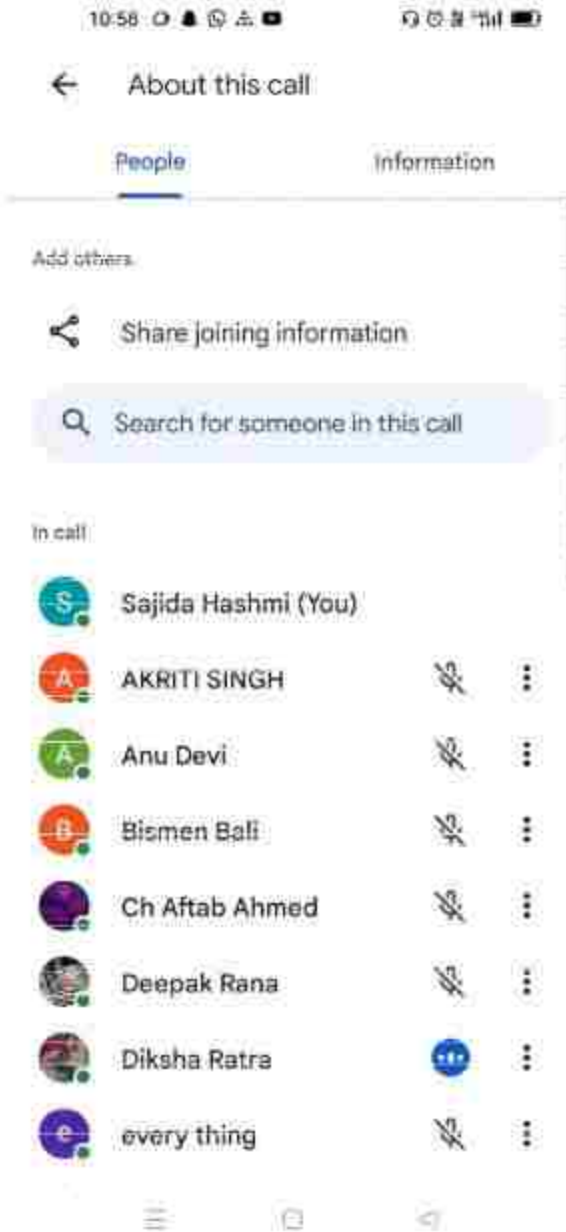 10:58
About this call
People Information
Add others
Share joining information
Search for someone in this call
In call
S Sajida Hashmi (You)
A AKRITI SINGH
A Anu Devi
B Bismen Bali
Ch Aftab Ahmed
Deepak Rana
Diksha Ratra
e every thing